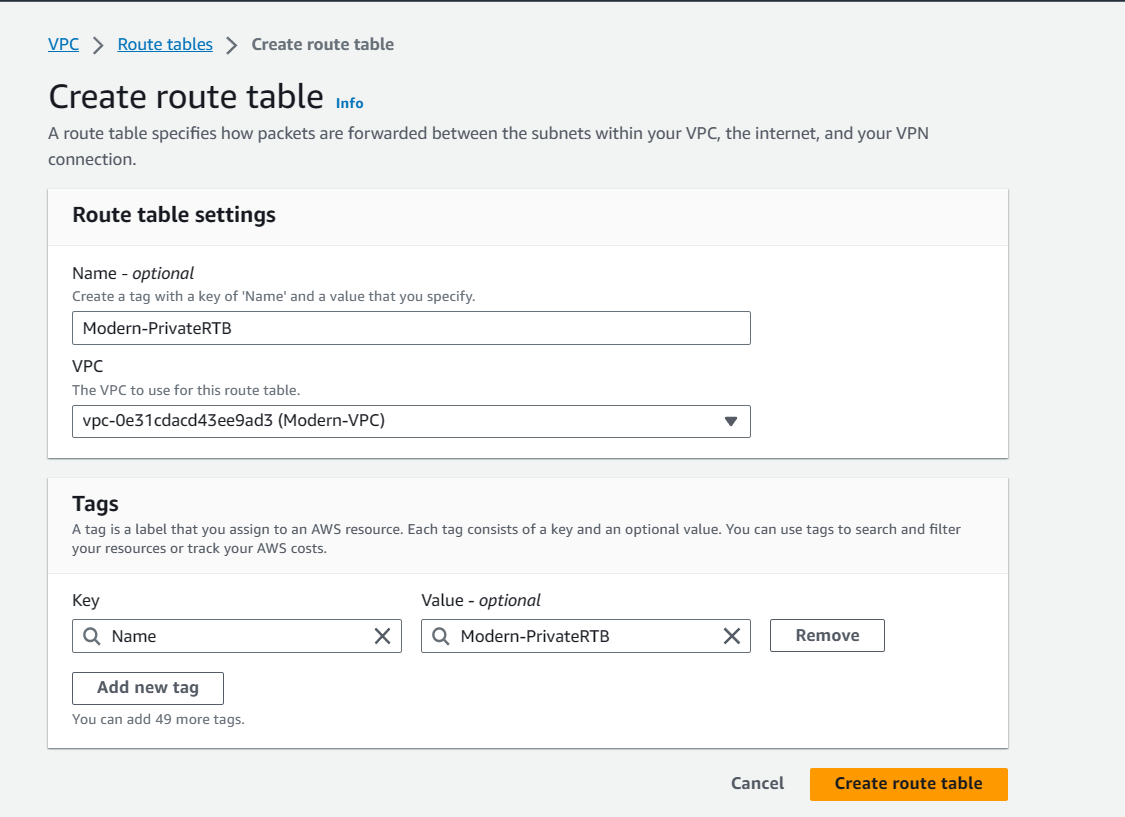 VPC > Route tables > Create route table
Create route table Info
A route table specifies how packets are forwarded between the subnets within your VPC, the internet, and your VPN
connection.
Route table settings
Name - optional
Create a tag with a key of 'Name' and a value that you specify.
Modern-PrivateRTB
VPC
The VPC to use for this route table.
vpc-0e31cdacd43ee9ad3 (Modern-VPC)
Tags
A tag is a label that you assign to an AWS resource. Each tag consists of a key and an optional value. You can use tags to search and filter
your resources or track your AWS costs.
Key Value - optional
Name Modern-PrivateRTB Remove
Add new tag
You can add 49 more tags.
Cancel Create route table